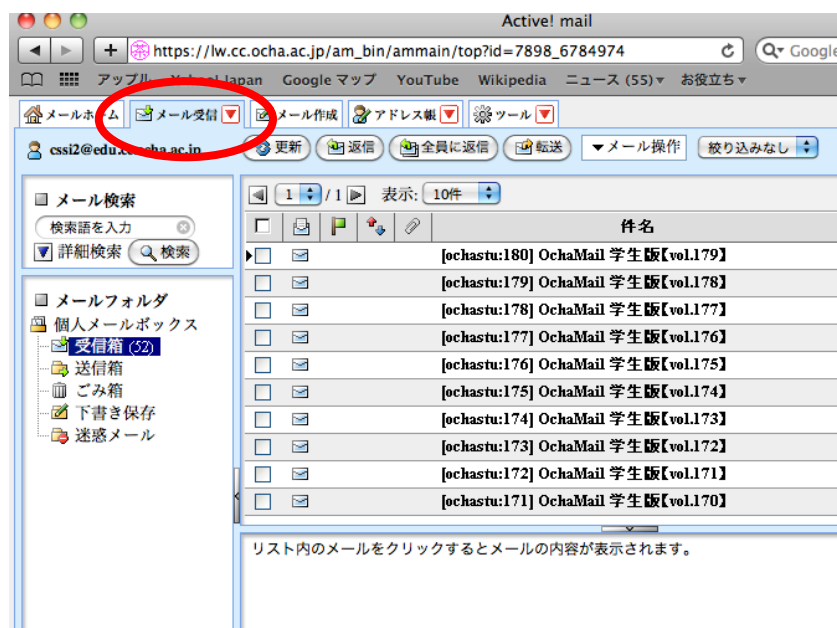 Active! mail
https://lw.cc.ocha.ac.jp/am_bin/ammain/top?id=7898_6784974
Google
アップル Yahoo! Japan Google マップ YouTube Wikipedia ニュース (55)▼ お役立ち▼
メールホーム メール受信 メール作成 アドレス帳 ツール
cssi2@edu.cc.ocha.ac.jp 更新 返信 全員に返信 転送 ▼メール操作 絞り込みなし
メール検索
検索語を入力
詳細検索 検索
1 / 1 表示: 10件
件名
[ochastu:180] OchaMail 学生版【vol.179】
[ochastu:179] OchaMail 学生版【vol.178】
[ochastu:178] OchaMail 学生版【vol.177】
[ochastu:177] OchaMail 学生版【vol.176】
[ochastu:176] OchaMail 学生版【vol.175】
[ochastu:175] OchaMail 学生版【vol.174】
[ochastu:174] OchaMail 学生版【vol.173】
[ochastu:173] OchaMail 学生版【vol.172】
[ochastu:172] OchaMail 学生版【vol.171】
[ochastu:171] OchaMail 学生版【vol.170】
メールフォルダ
個人メールボックス
受信箱 (52)
送信箱
ごみ箱
下書き保存
迷惑メール
リスト内のメールをクリックするとメールの内容が表示されます。